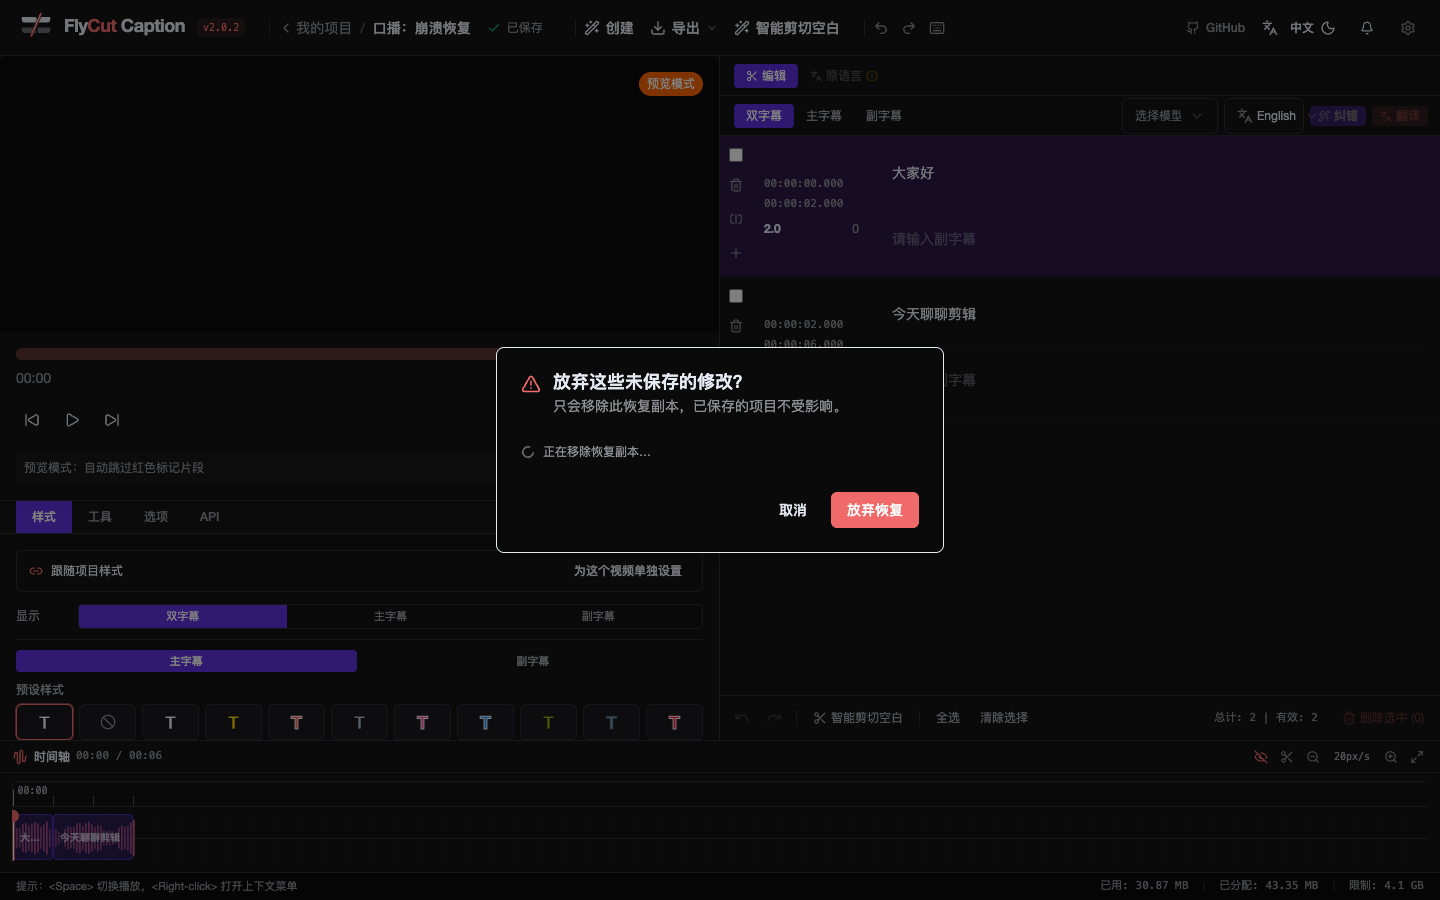 FlyCut Caption v2.0.2 我的项目 / 口播：崩溃恢复 已保存 创建 导出 智能剪切空白 GitHub 中文
预览模式
编辑 原语言
双字幕 主字幕 副字幕 选择模型 English 纠错 翻译
00:00:00.000
00:00:02.000
2.0 0
大家好
请输入副字幕
00:00:02.000
00:00:06.000
今天聊聊剪辑
字幕
放弃这些未保存的修改？
只会移除此恢复副本，已保存的项目不受影响。
正在移除恢复副本...
取消 放弃恢复
00:00
预览模式：自动跳过红色标记片段
样式 工具 选项 API
跟随项目样式 为这个视频单独设置
显示 双字幕 主字幕 副字幕
主字幕 副字幕
预设样式
T T T T T T T T T T
智能剪切空白 全选 清除选择 总计: 2 | 有效: 2 删除选中 (0)
时间轴 00:00 / 00:06 20px/s
00:00
大... 今天聊聊剪辑
提示：<Space> 切换播放，<Right-click> 打开上下文菜单 已用: 30.87 MB 已分配: 43.35 MB 限制: 4.1 GB